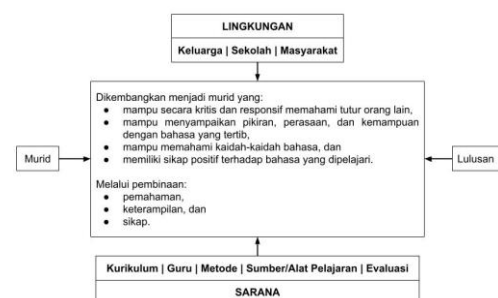 LINGKUNGAN
Keluarga | Sekolah | Masyarakat
Dikembangkan menjadi murid yang:
● mampu secara kritis dan responsif memahami tutur orang lain,
● mampu menyampaikan pikiran, perasaan, dan kemampuan
dengan bahasa yang tertib,
● mampu memahami kaidah-kaidah bahasa, dan
● memiliki sikap positif terhadap bahasa yang dipelajari.
Murid
Lulusan
Melalui pembinaan:
● pemahaman,
● keterampilan, dan
● sikap.
Kurikulum | Guru | Metode | Sumber/Alat Pelajaran | Evaluasi
SARANA